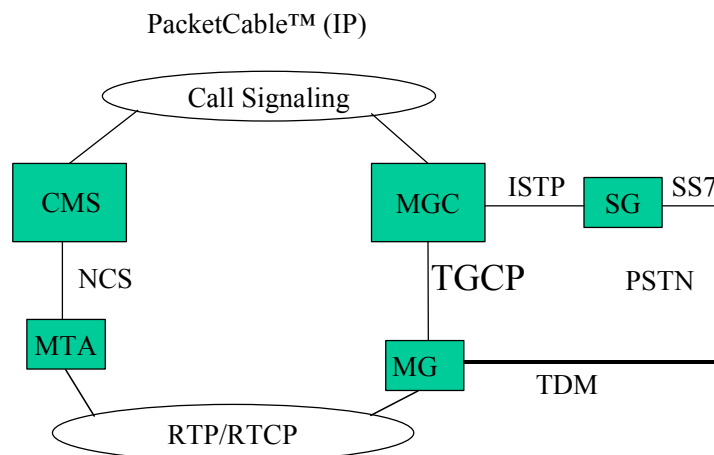 PacketCable™ (IP)
Call Signaling
CMS
MGC
ISTP
SG
SS7
NCS
TGCP
PSTN
MTA
MG
TDM
RTP/RTCP